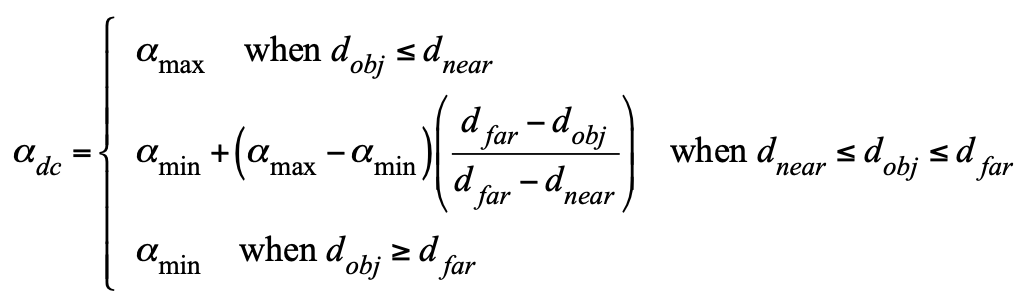 α_max when d_obj ≤ d_near
α_dc = { α_min + (α_max − α_min)((d_far − d_obj)/(d_far − d_near)) when d_near ≤ d_obj ≤ d_far
α_min when d_obj ≥ d_far